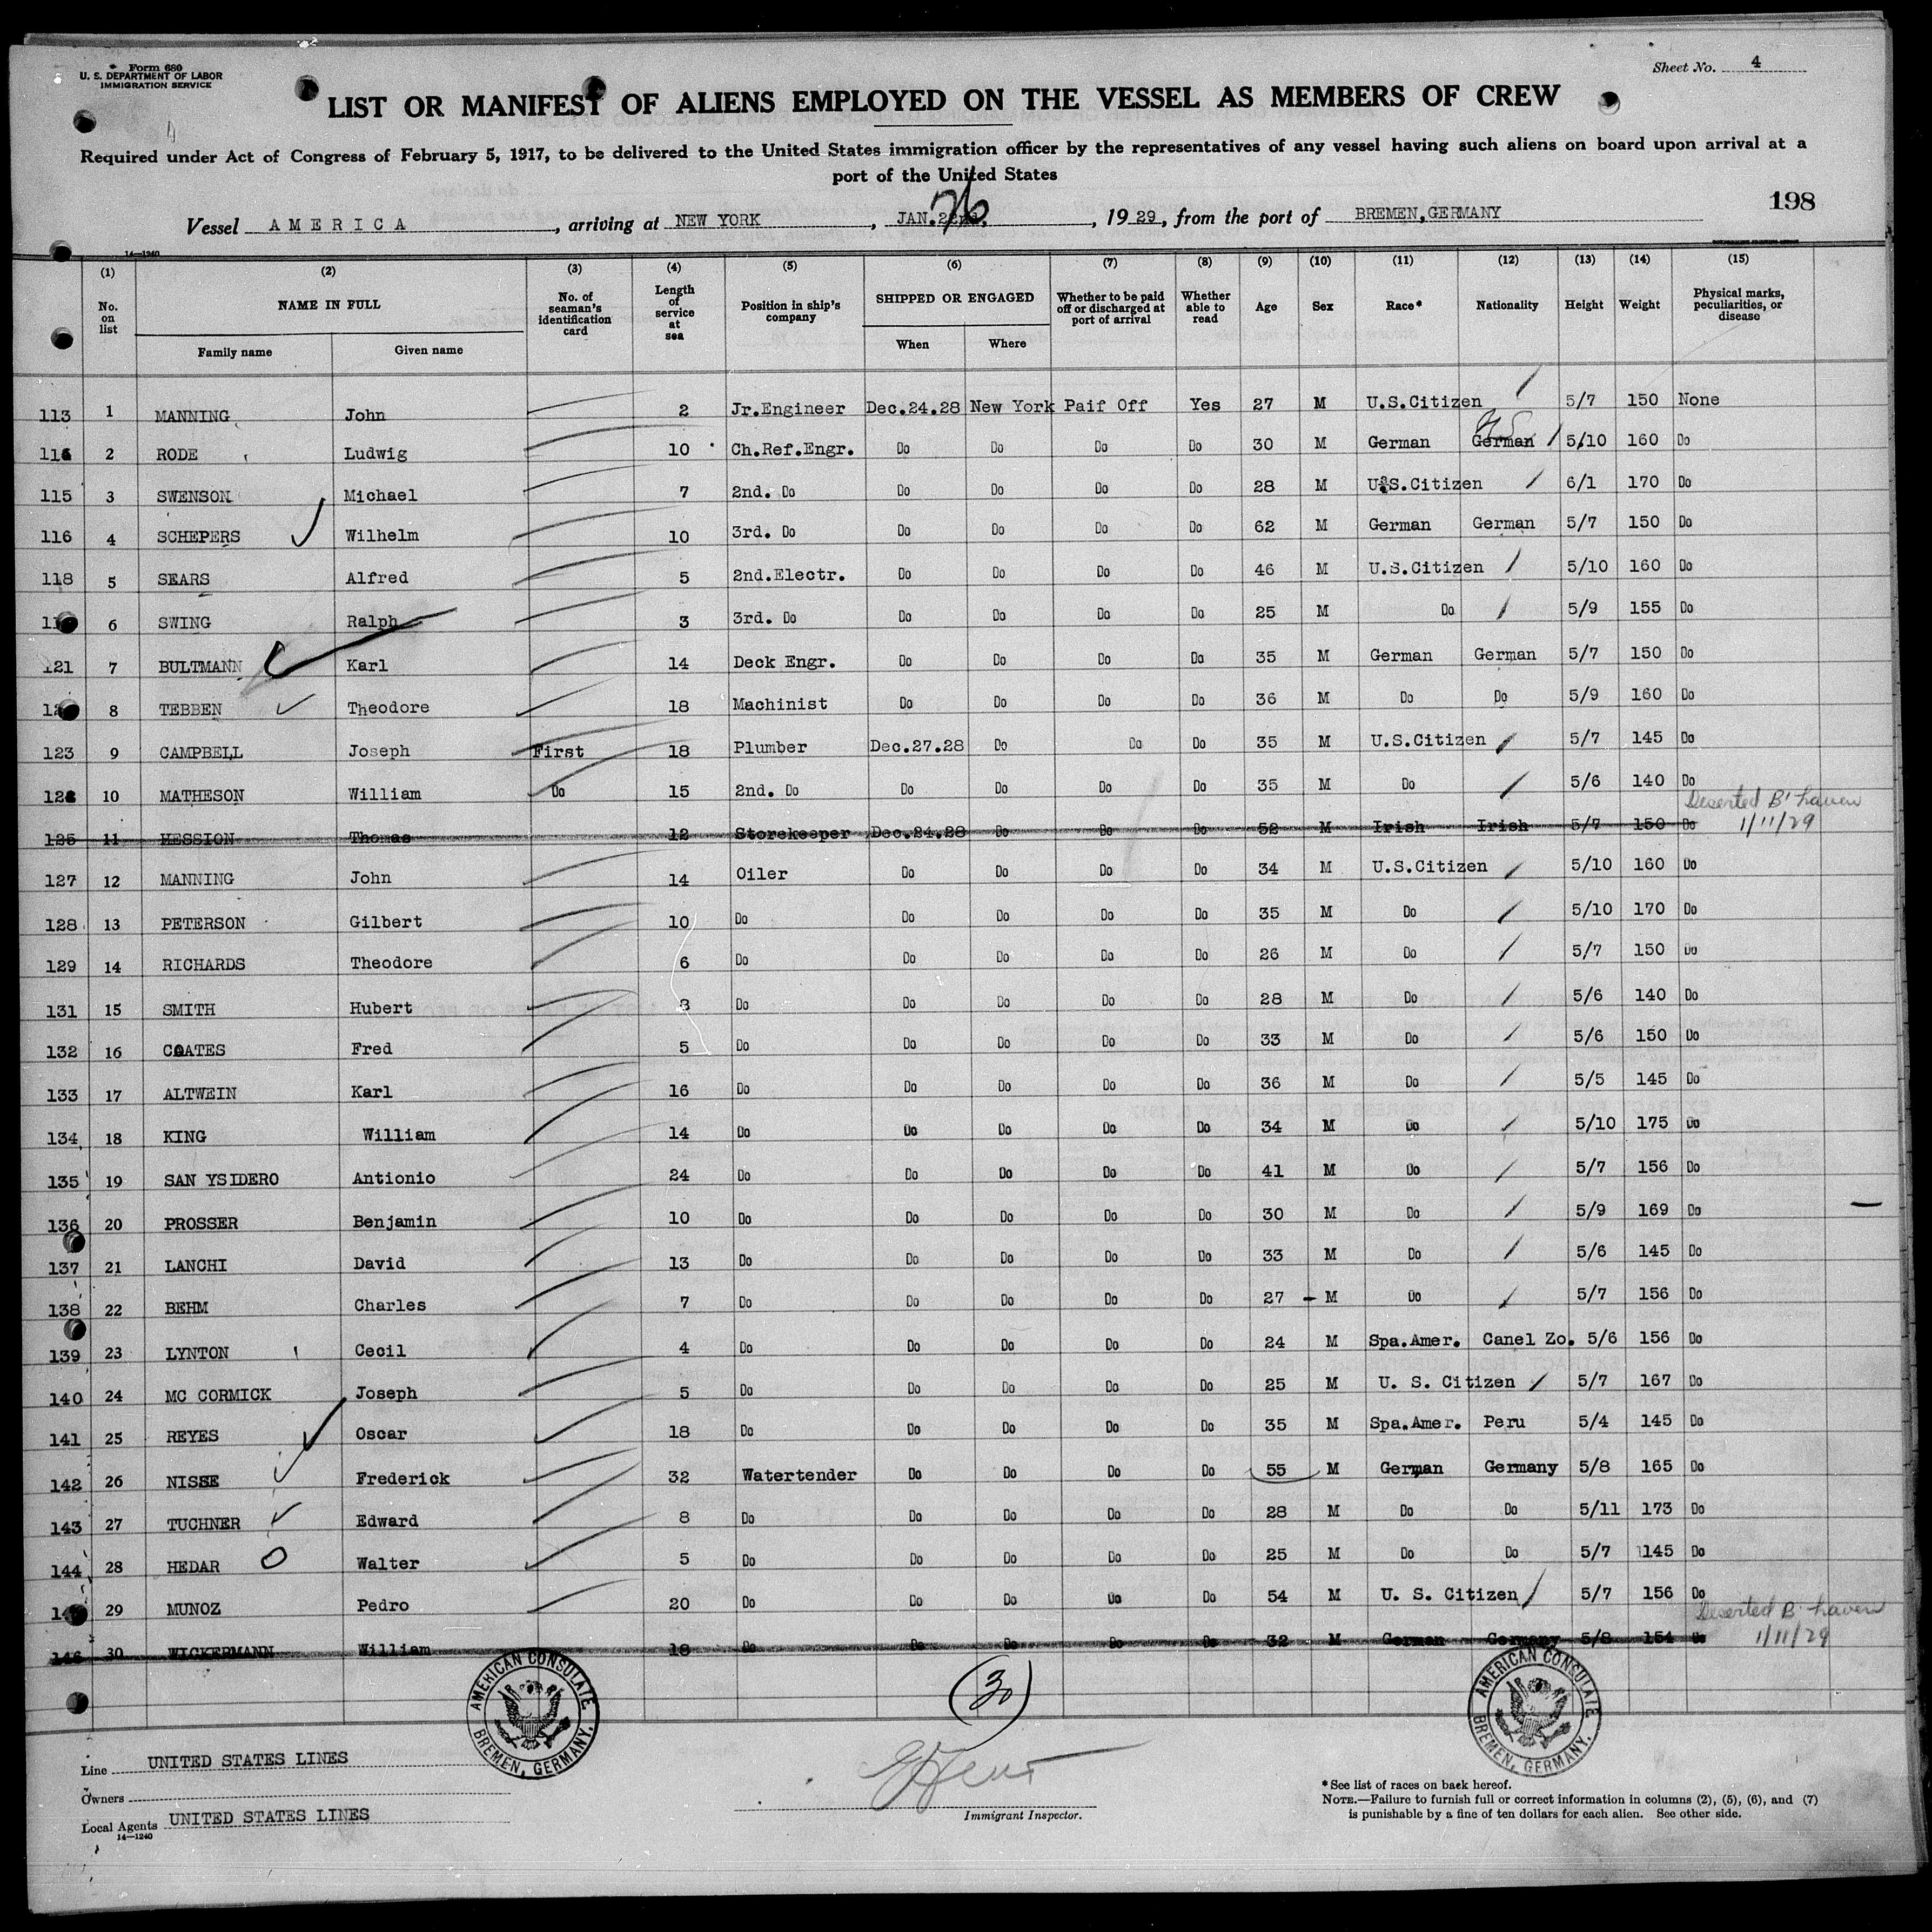 Form 680
U. S. DEPARTMENT OF LABOR
IMMIGRATION SERVICE
Sheet No. 4
LIST OR MANIFEST OF ALIENS EMPLOYED ON THE VESSEL AS MEMBERS OF CREW
Required under Act of Congress of February 5, 1917, to be delivered to the United States immigration officer by the representatives of any vessel having such aliens on board upon arrival at a
port of the United States
198
Vessel AMERICA, arriving at NEW YORK, JAN. 22nd. 26, 1929, from the port of BREMEN, GERMANY
14—1240
(1) (2) (3) (4) (5) (6) (7) (8) (9) (10) (11) (12) (13) (14) (15)
No. on list NAME IN FULL Family name Given name No. of seaman's identification card Length of service at sea Position in ship's company SHIPPED OR ENGAGED When Where Whether to be paid off or discharged at port of arrival Whether able to read Age Sex Race* Nationality Height Weight Physical marks, peculiarities, or disease
113 1 MANNING John 2 Jr.Engineer Dec.24.28 New York Paif Off Yes 27 M U.S.Citizen 5/7 150 None
2 RODE Ludwig 10 Ch.Ref.Engr. Do Do Do Do 30 M German German US 5/10 160 Do
115 3 SWENSON Michael 7 2nd. Do Do Do Do Do 28 M U.S.Citizen 6/1 170 Do
116 4 SCHEPERS Wilhelm 10 3rd. Do Do Do Do Do 62 M German German 5/7 150 Do
118 5 SEARS Alfred 5 2nd.Electr. Do Do Do Do 46 M U.S.Citizen 5/10 160 Do
6 SWING Ralph 3 3rd. Do Do Do Do Do 25 M Do 5/9 155 Do
121 7 BULTMANN Karl 14 Deck Engr. Do Do Do Do 35 M German German 5/7 150 Do
8 TEBBEN Theodore 18 Machinist Do Do Do Do 36 M Do Do 5/9 160 Do
123 9 CAMPBELL Joseph First 18 Plumber Dec.27.28 Do Do Do 35 M U.S.Citizen 5/7 145 Do
10 MATHESON William Do 15 2nd. Do Do Do Do Do 35 M Do 5/6 140 Do
Deserted B'haven
125 11 HESSION Thomas 12 Storekeeper Dec.24.28 Do Do Do 52 M Irish Irish 5/7 150 Do 1/11/29
127 12 MANNING John 14 Oiler Do Do Do Do 34 M U.S.Citizen 5/10 160 Do
128 13 PETERSON Gilbert 10 Do Do Do Do Do 35 M Do 5/10 170 Do
129 14 RICHARDS Theodore 6 Do Do Do Do Do 26 M Do 5/7 150 Do
131 15 SMITH Hubert 3 Do Do Do Do Do 28 M Do 5/6 140 Do
132 16 COATES Fred 5 Do Do Do Do Do 33 M Do 5/6 150 Do
133 17 ALTWEIN Karl 16 Do Do Do Do Do 36 M Do 5/5 145 Do
134 18 KING William 14 Do Do Do Do Do 34 M Do 5/10 175 Do
135 19 SAN YSIDERO Antionio 24 Do Do Do Do Do 41 M Do 5/7 156 Do
136 20 PROSSER Benjamin 10 Do Do Do Do Do 30 M Do 5/9 169 Do
137 21 LANCHI David 13 Do Do Do Do Do 33 M Do 5/6 145 Do
138 22 BEHM Charles 7 Do Do Do Do Do 27 M Do 5/7 156 Do
139 23 LYNTON Cecil 4 Do Do Do Do Do 24 M Spa.Amer. Canel Zo. 5/6 156 Do
140 24 MC CORMICK Joseph 5 Do Do Do Do Do 25 M U. S. Citizen 5/7 167 Do
141 25 REYES Oscar 18 Do Do Do Do Do 35 M Spa.Amer. Peru 5/4 145 Do
142 26 NISSE Frederick 32 Watertender Do Do Do Do 55 M German Germany 5/8 165 Do
143 27 TUCHNER Edward 8 Do Do Do Do Do 28 M Do Do 5/11 173 Do
144 28 HEDAR Walter 5 Do Do Do Do Do 25 M Do Do 5/7 145 Do
29 MUNOZ Pedro 20 Do Do Do Do Do 54 M U. S. Citizen 5/7 156 Do
Deserted B'haven
146 30 WICKERMANN William 18 Do Do Do Do Do 32 M German Germany 5/8 154 Do 1/11/29
AMERICAN CONSULATE BREMEN, GERMANY.
(30)
AMERICAN CONSULATE BREMEN, GERMANY.
Line UNITED STATES LINES
Owners
Local Agents UNITED STATES LINES
14—1240
Immigrant Inspector.
*See list of races on back hereof.
NOTE.—Failure to furnish full or correct information in columns (2), (5), (6), and (7)
is punishable by a fine of ten dollars for each alien. See other side.